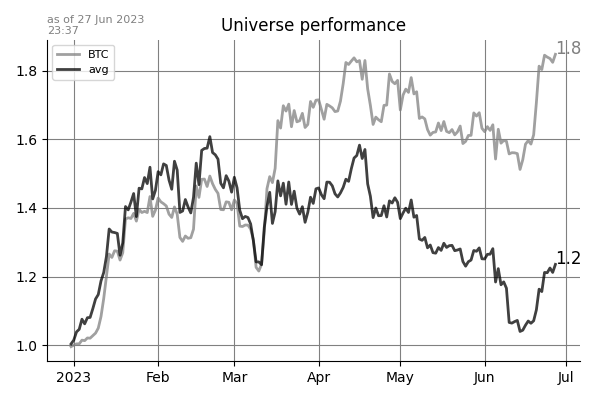 as of 27 Jun 2023
23:37
Universe performance
BTC
avg
1.8
1.8
1.6
1.4
1.2
1.2
1.0
2023
Feb
Mar
Apr
May
Jun
Jul